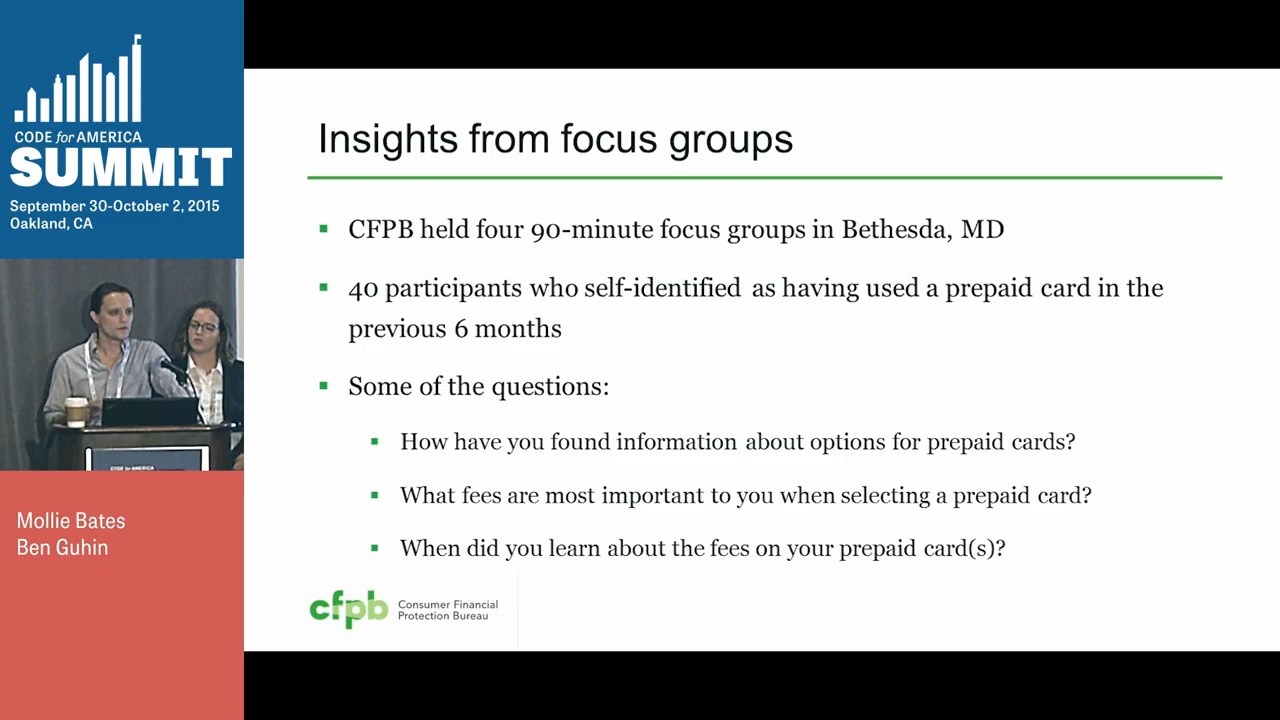 CODE for AMERICA
SUMMIT
September 30-October 2, 2015
Oakland, CA
Mollie Bates
Ben Guhin
Insights from focus groups
CFPB held four 90-minute focus groups in Bethesda, MD
40 participants who self-identified as having used a prepaid card in the
previous 6 months
Some of the questions:
How have you found information about options for prepaid cards?
What fees are most important to you when selecting a prepaid card?
When did you learn about the fees on your prepaid card(s)?
cfpb
Consumer Financial
Protection Bureau
CODE for AMERICA